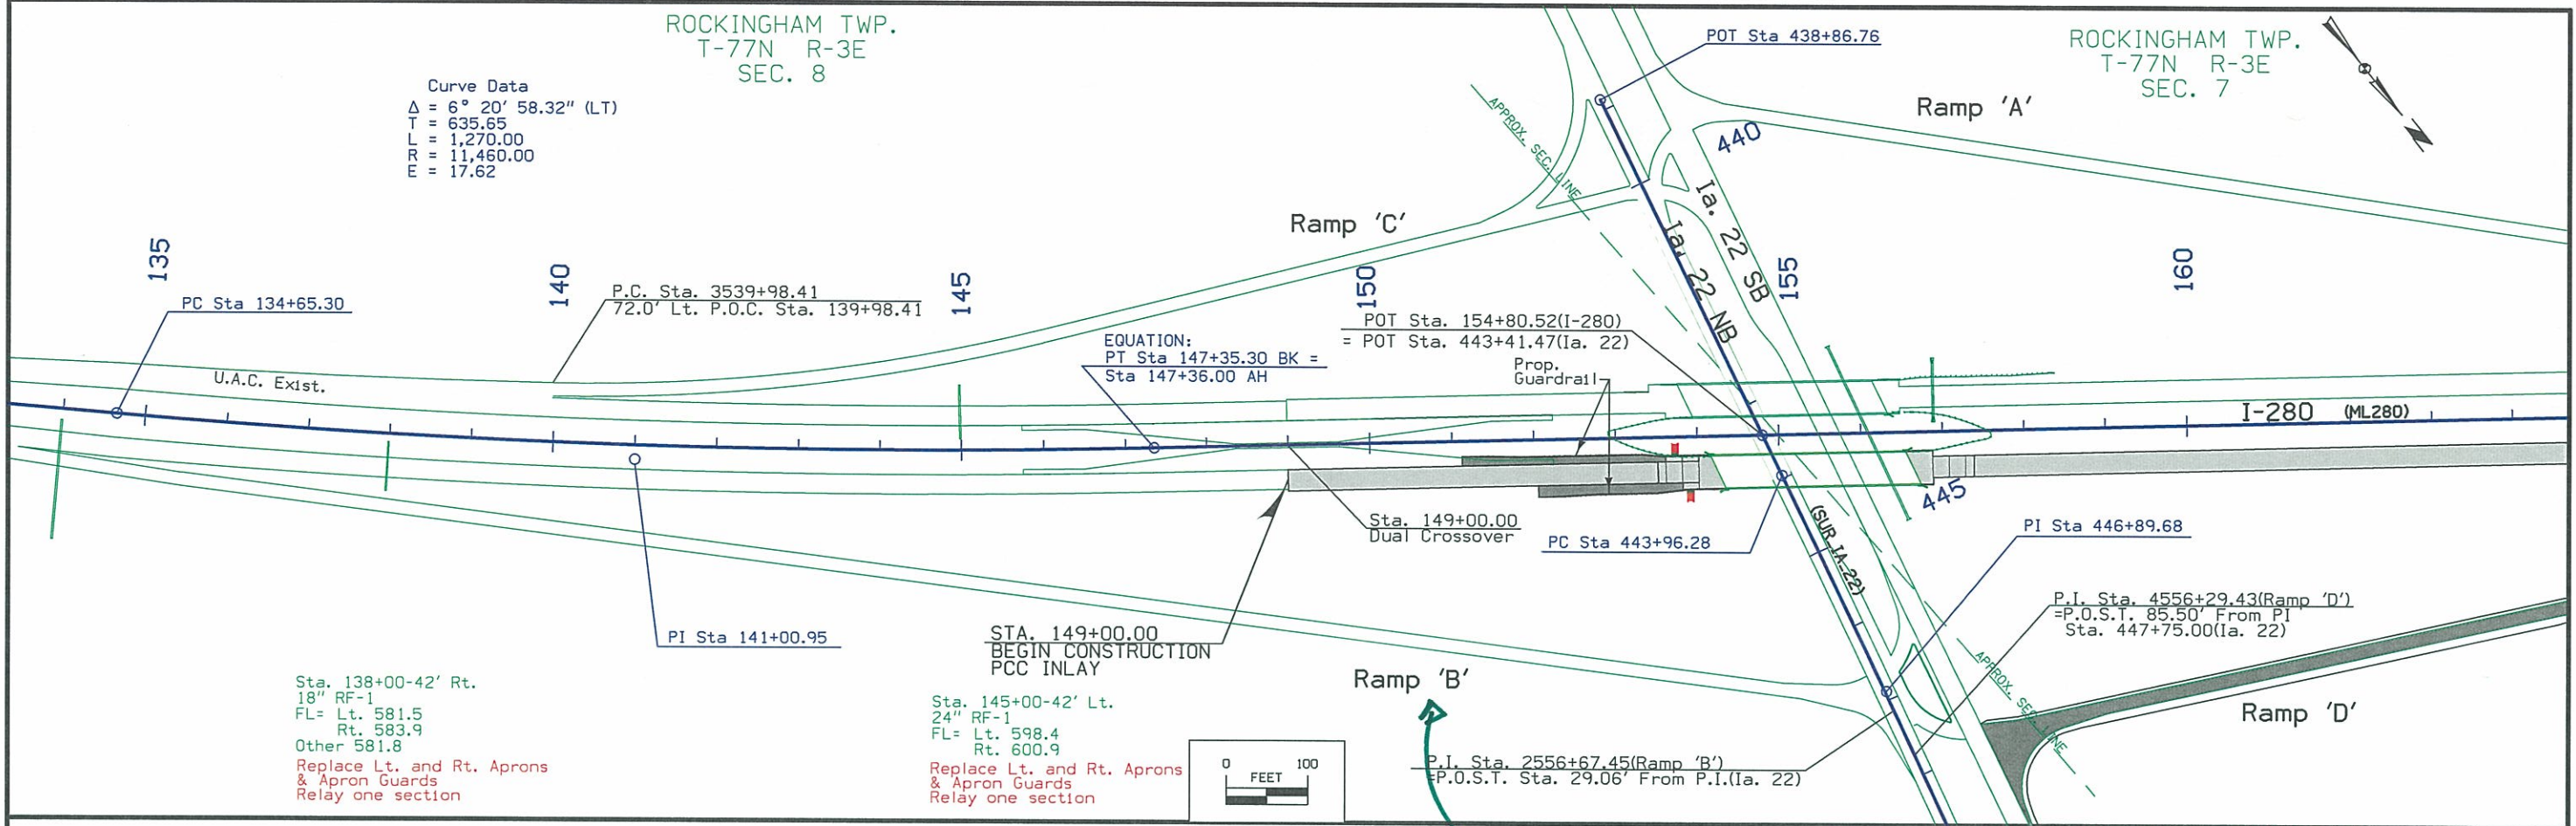 ROCKINGHAM TWP.
T-77N R-3E
SEC. 8
Curve Data
Δ = 6° 20' 58.32" (LT)
T = 635.65
L = 1,270.00
R = 11,460.00
E = 17.62
POT Sta 438+86.76
ROCKINGHAM TWP.
T-77N R-3E
SEC. 7
N
Ramp 'A'
440
APPROX. SEC. LINE
Ramp 'C'
Ia. 22 SB
Ia. 22 NB
135
140
145
150
155
160
PC Sta 134+65.30
P.C. Sta. 3539+98.41
72.0' Lt. P.O.C. Sta. 139+98.41
EQUATION:
PT Sta 147+35.30 BK =
Sta 147+36.00 AH
POT Sta. 154+80.52(I-280)
= POT Sta. 443+41.47(Ia. 22)
Prop.
Guardrail
U.A.C. Exist.
I-280 (ML280)
445
Sta. 149+00.00
Dual Crossover
PC Sta 443+96.28
(SUR_IA_22)
PI Sta 446+89.68
PI Sta 141+00.95
STA. 149+00.00
BEGIN CONSTRUCTION
PCC INLAY
P.I. Sta. 4556+29.43(Ramp 'D')
=P.O.S.T. 85.50' From PI
Sta. 447+75.00(Ia. 22)
APPROX. SEC. LINE
Ramp 'B'
Ramp 'D'
Sta. 138+00-42' Rt.
18" RF-1
FL= Lt. 581.5
Rt. 583.9
Other 581.8
Replace Lt. and Rt. Aprons
& Apron Guards
Relay one section
Sta. 145+00-42' Lt.
24" RF-1
FL= Lt. 598.4
Rt. 600.9
Replace Lt. and Rt. Aprons
& Apron Guards
Relay one section
0 100
FEET
P.I. Sta. 2556+67.45(Ramp 'B')
=P.O.S.T. Sta. 29.06' From P.I.(Ia. 22)